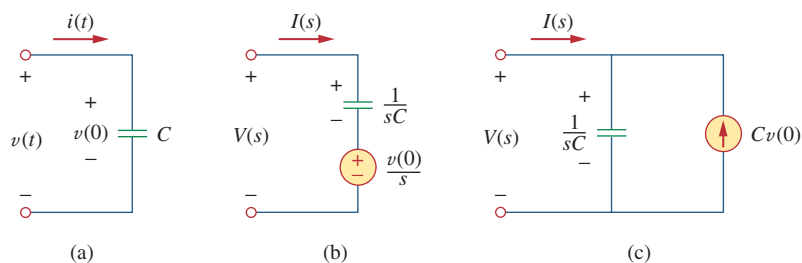 i(t)
+
v(t)
−
+
v(0)
−
C
(a)
I(s)
+
V(s)
−
+
−
1/sC
+
−
v(0)/s
(b)
I(s)
+
V(s)
−
+
1/sC
−
Cv(0)
(c)